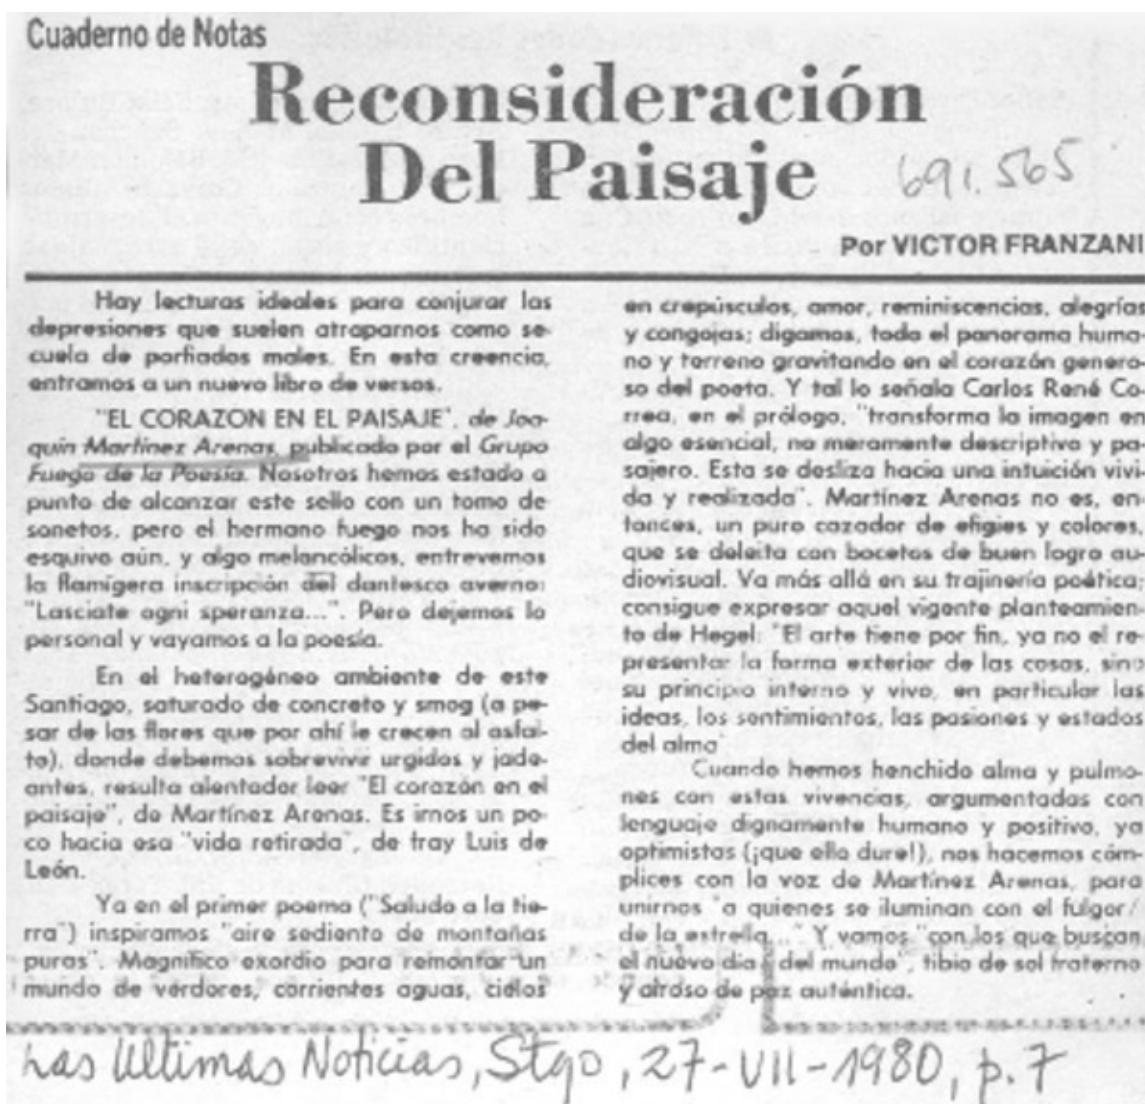 Cuaderno de Notas
Reconsideración
Del Paisaje
691.565
Por VICTOR FRANZANI
Hay lecturas ideales para conjurar las
depresiones que suelen atraparnos como se-
cuela de porfiados males. En esta creencia,
entramos a un nuevo libro de versos.
"EL CORAZON EN EL PAISAJE", de Joa-
quín Martínez Arenas, publicado por el Grupo
Fuego de la Poesía. Nosotros hemos estado a
punto de alcanzar este sello con un tomo de
sonetos, pero el hermano fuego nos ha sido
esquivo aún, y algo melancólicos, entrevemos
la flamígera inscripción del dantesco averno:
"Lasciate ogni speranza...". Pero dejemos lo
personal y vayamos a la poesía.
En el heterogéneo ambiente de este
Santiago, saturado de concreto y smog (a pe-
sar de las flores que por ahí le crecen al asfal-
to), donde debemos sobrevivir urgidos y jade-
antes, resulta alentador leer "El corazón en el
paisaje", de Martínez Arenas. Es irnos un po-
co hacia esa "vida retirada", de fray Luis de
León.
Ya en el primer poema ("Saludo a la tie-
rra") inspiramos "aire sediento de montañas
puras". Magnífico exordio para remontar un
mundo de verdores, corrientes aguas, cielos
en crepúsculos, amor, reminiscencias, alegrías
y congojas; digamos, todo el panorama huma-
no y terreno gravitando en el corazón genero-
so del poeta. Y tal lo señala Carlos René Co-
rrea, en el prólogo, "transforma la imagen en
algo esencial, no meramente descriptiva y pa-
sajero. Esta se desliza hacia una intuición vivi-
da y realizada". Martínez Arenas no es, en-
tonces, un puro cazador de efigies y colores,
que se deleita con bocetos de buen logro au-
diovisual. Va más allá en su trajinería poética:
consigue expresar aquel vigente planteamien-
to de Hegel: "El arte tiene por fin, ya no el re-
presentar la forma exterior de las cosas, sino
su principio interno y vivo, en particular las
ideas, los sentimientos, las pasiones y estados
del alma"
Cuando hemos henchido alma y pulmo-
nes con estas vivencias, argumentadas con
lenguaje dignamente humano y positivo, ya
optimistas (¡que ello dure!), nos hacemos cóm-
plices con la voz de Martínez Arenas, para
unirnos "a quienes se iluminan con el fulgor/
de la estrella..." Y vamos "con los que buscan
el nuevo día / del mundo", tibio de sol fraterno
y airoso de paz auténtica.
Las Ultimas Noticias, Stgo, 27-VII-1980, p. 7